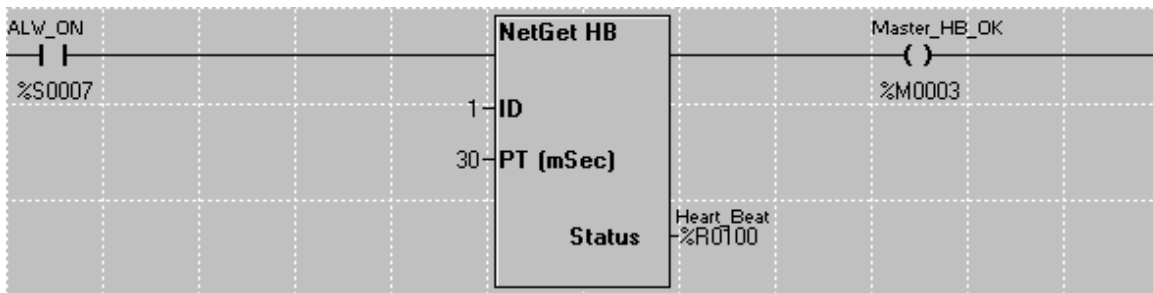 ALW_ON
NetGet HB
Master_HB_OK
%S0007
%M0003
1
ID
30
PT (mSec)
Heart_Beat
Status
%R0100